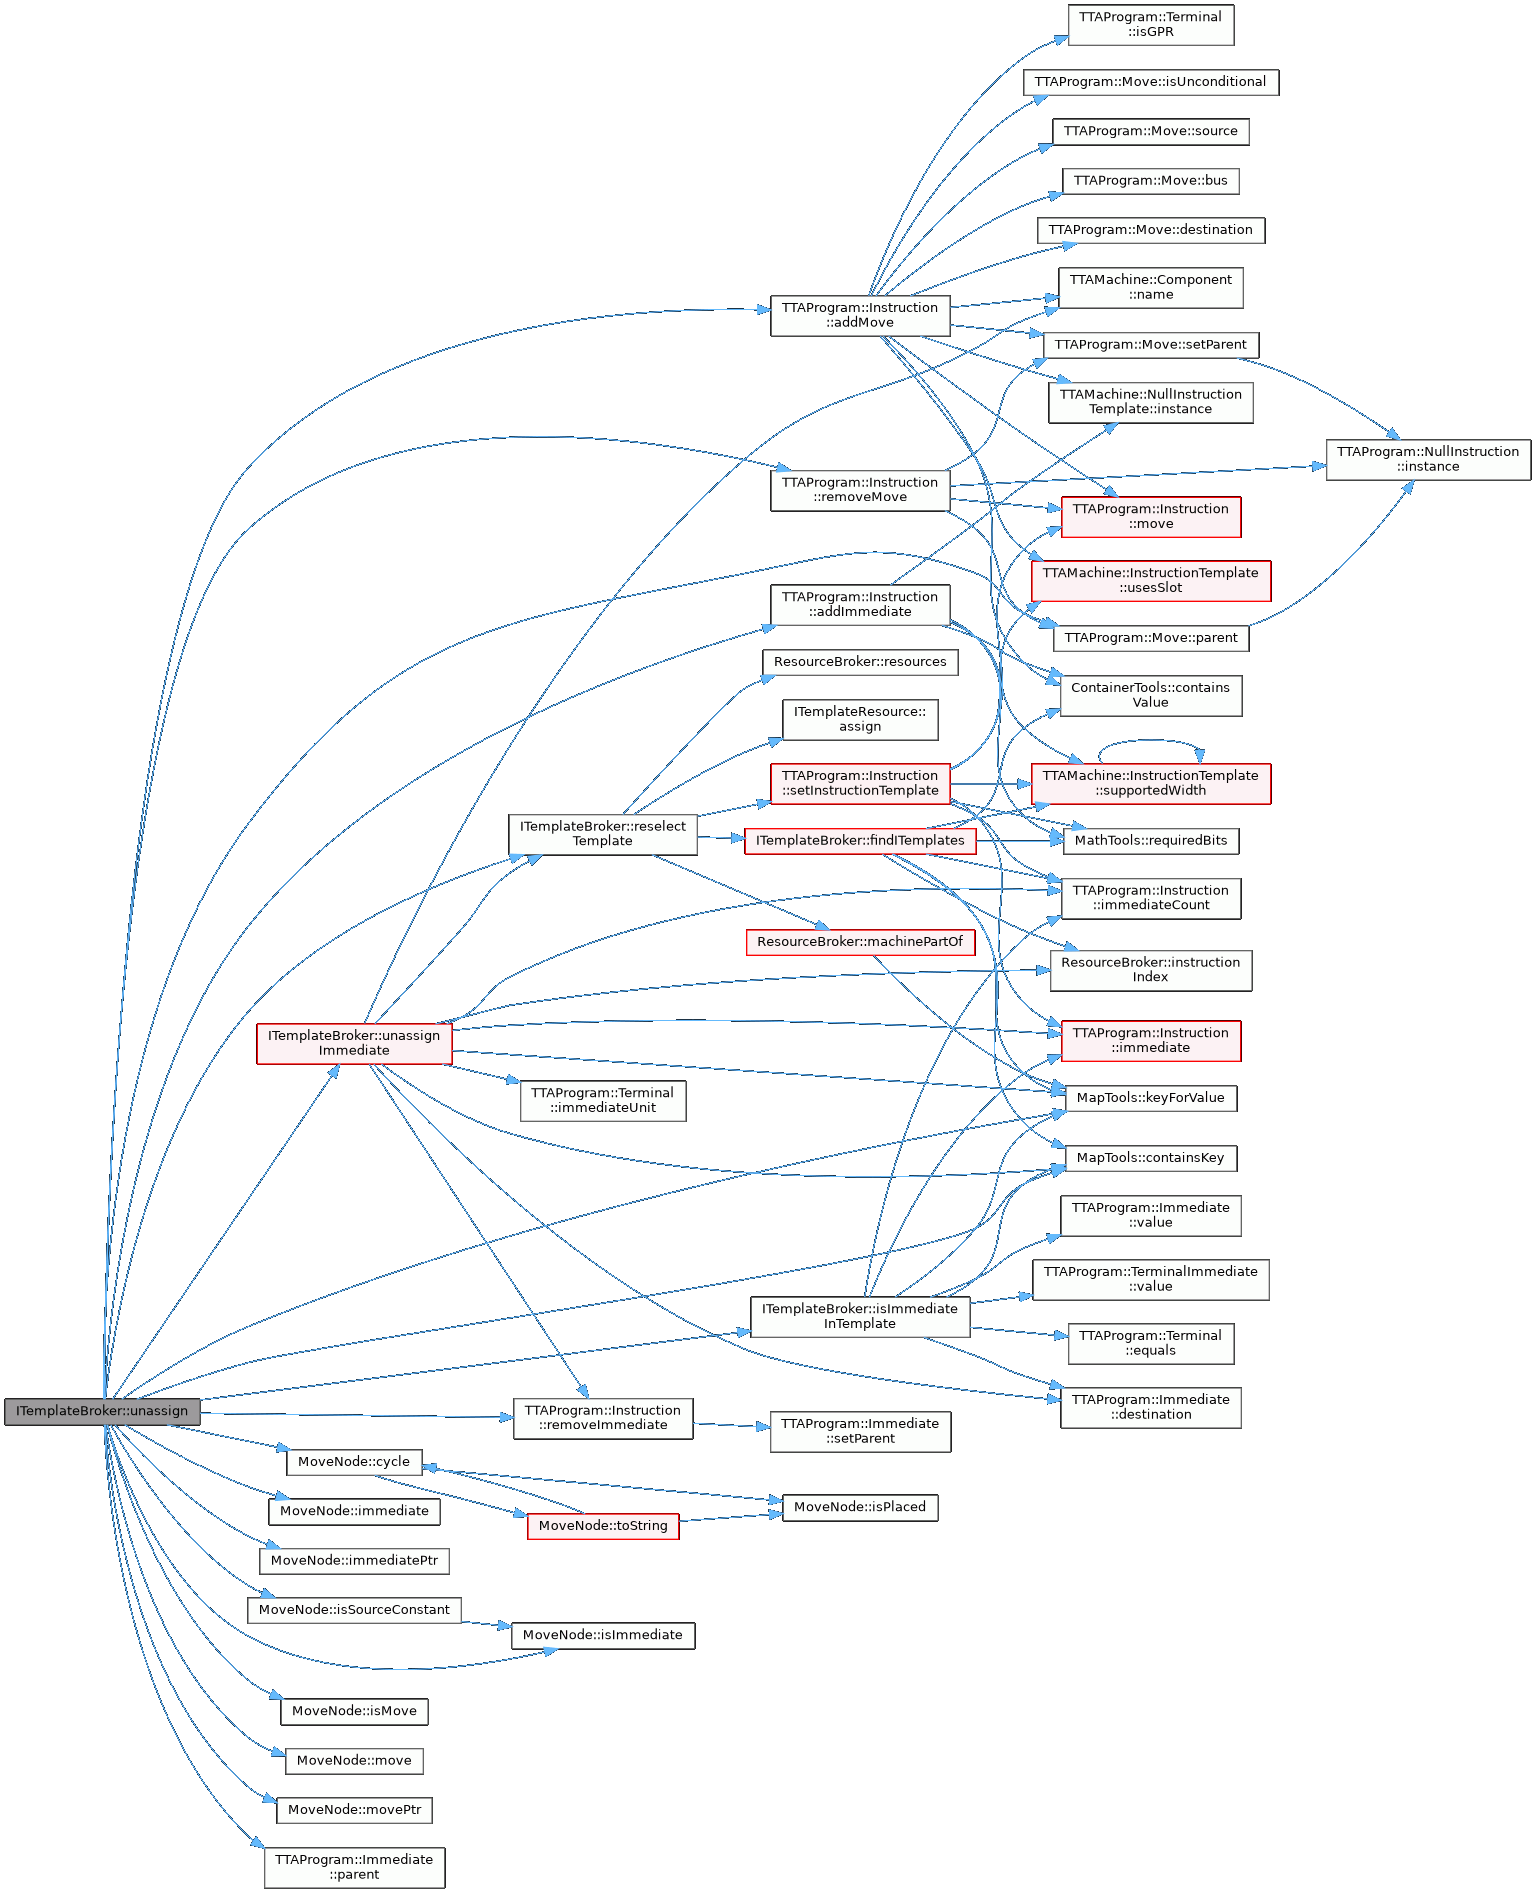 TTAProgram::Terminal
::isGPR
TTAProgram::Move::isUnconditional
TTAProgram::Move::source
TTAProgram::Move::bus
TTAProgram::Move::destination
TTAMachine::Component
::name
TTAProgram::Instruction
::addMove
TTAProgram::Move::setParent
TTAMachine::NullInstruction
Template::instance
TTAProgram::NullInstruction
::instance
TTAProgram::Instruction
::removeMove
TTAProgram::Instruction
::move
TTAMachine::InstructionTemplate
::usesSlot
TTAProgram::Instruction
::addImmediate
TTAProgram::Move::parent
ResourceBroker::resources
ContainerTools::contains
Value
ITemplateResource::
assign
TTAProgram::Instruction
::setInstructionTemplate
TTAMachine::InstructionTemplate
::supportedWidth
ITemplateBroker::reselect
Template
ITemplateBroker::findITemplates
MathTools::requiredBits
TTAProgram::Instruction
::immediateCount
ResourceBroker::machinePartOf
ResourceBroker::instruction
Index
ITemplateBroker::unassign
Immediate
TTAProgram::Instruction
::immediate
TTAProgram::Terminal
::immediateUnit
MapTools::keyForValue
MapTools::containsKey
TTAProgram::Immediate
::value
TTAProgram::TerminalImmediate
::value
ITemplateBroker::isImmediate
InTemplate
TTAProgram::Terminal
::equals
TTAProgram::Immediate
::destination
ITemplateBroker::unassign
TTAProgram::Instruction
::removeImmediate
TTAProgram::Immediate
::setParent
MoveNode::cycle
MoveNode::immediate
MoveNode::toString
MoveNode::isPlaced
MoveNode::immediatePtr
MoveNode::isSourceConstant
MoveNode::isImmediate
MoveNode::isMove
MoveNode::move
MoveNode::movePtr
TTAProgram::Immediate
::parent